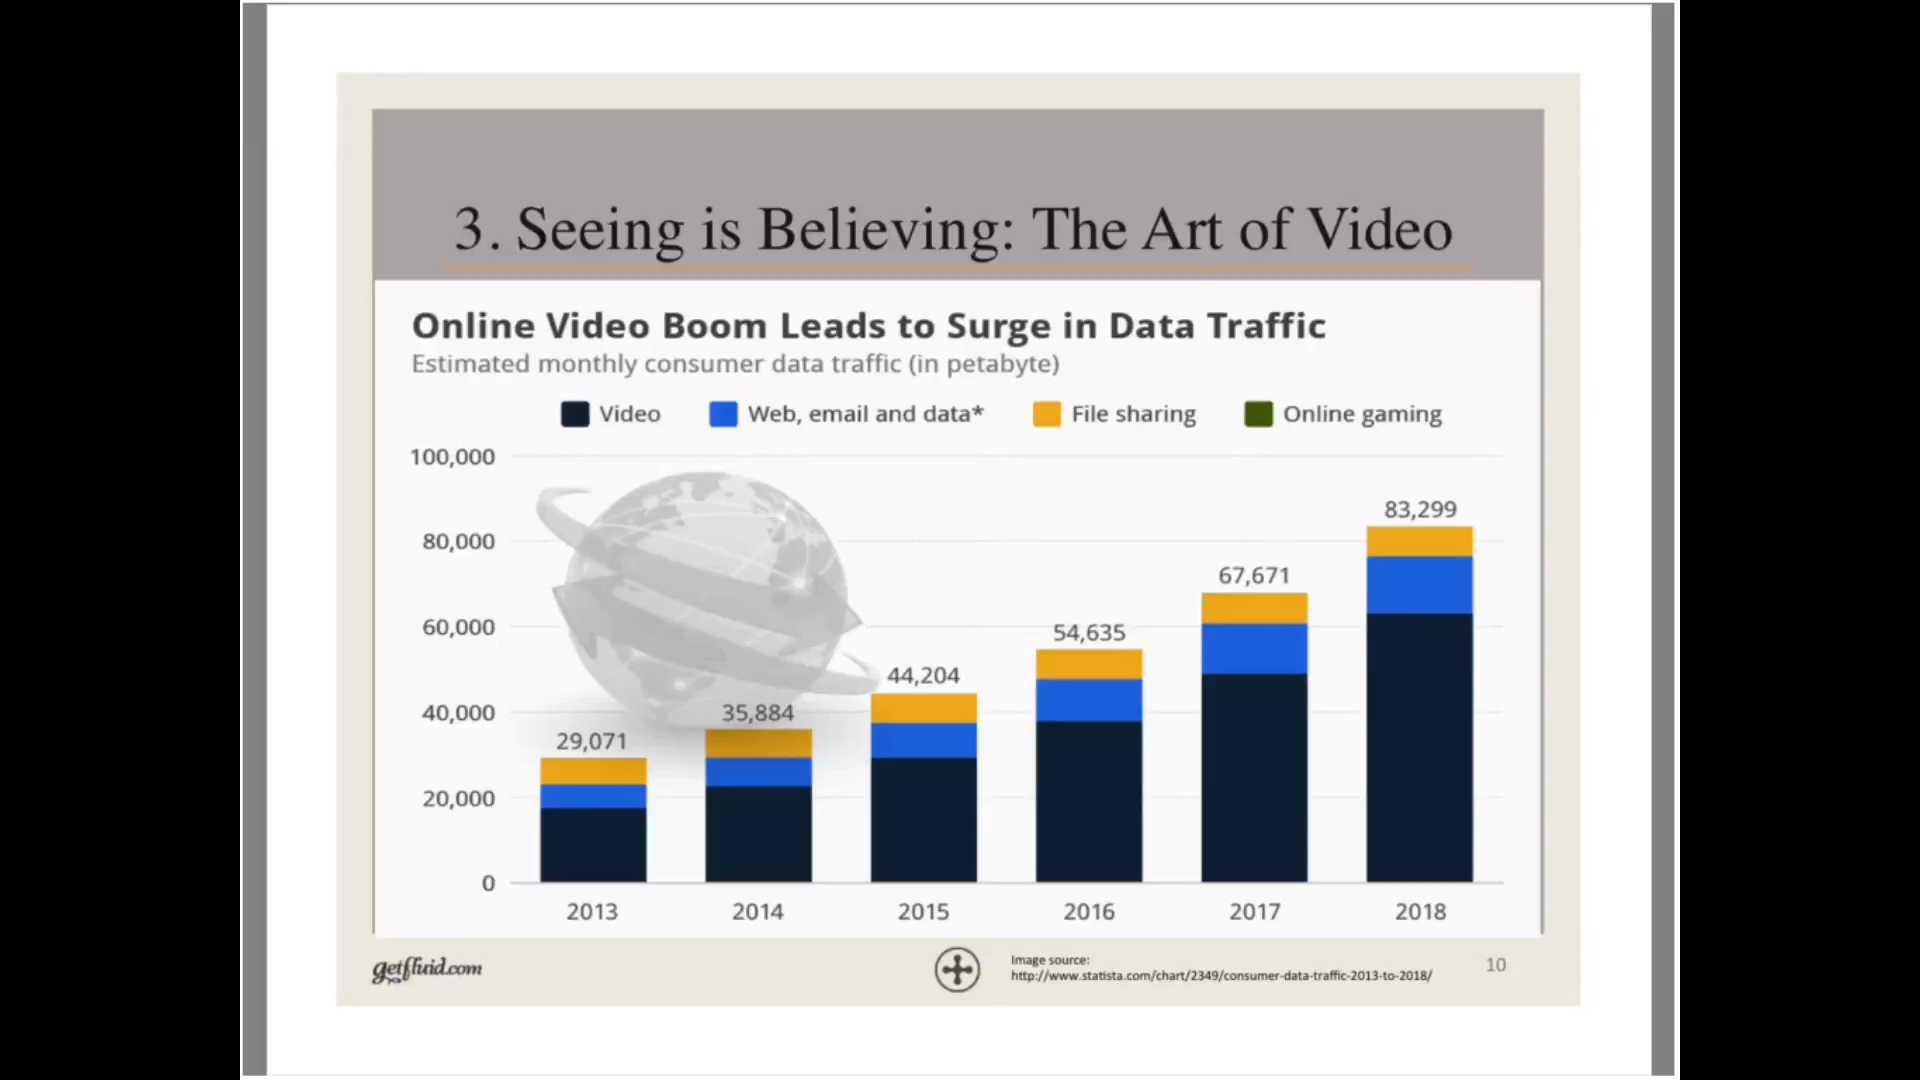 3. Seeing is Believing: The Art of Video
Online Video Boom Leads to Surge in Data Traffic
Estimated monthly consumer data traffic (in petabyte)
Video Web, email and data* File sharing Online gaming
100,000
80,000
60,000
40,000
20,000
0
29,071
35,884
44,204
54,635
67,671
83,299
2013 2014 2015 2016 2017 2018
getfluid.com
Image source:
http://www.statista.com/chart/2349/consumer-data-traffic-2013-to-2018/
10